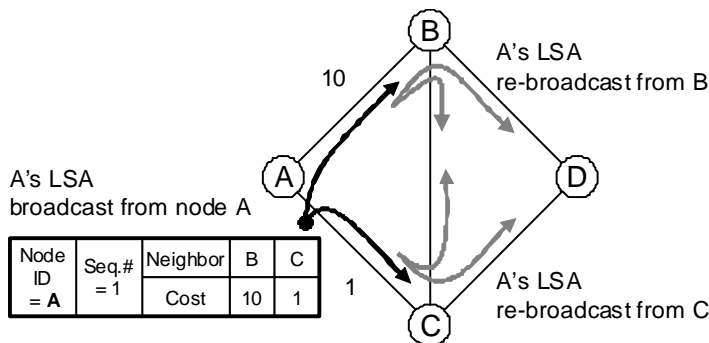 B
A's LSA
re-broadcast from B
10
A
D
A's LSA
broadcast from node A
Node ID = A
Seq.# = 1
Neighbor B C
Cost 10 1
1
A's LSA
re-broadcast from C
C